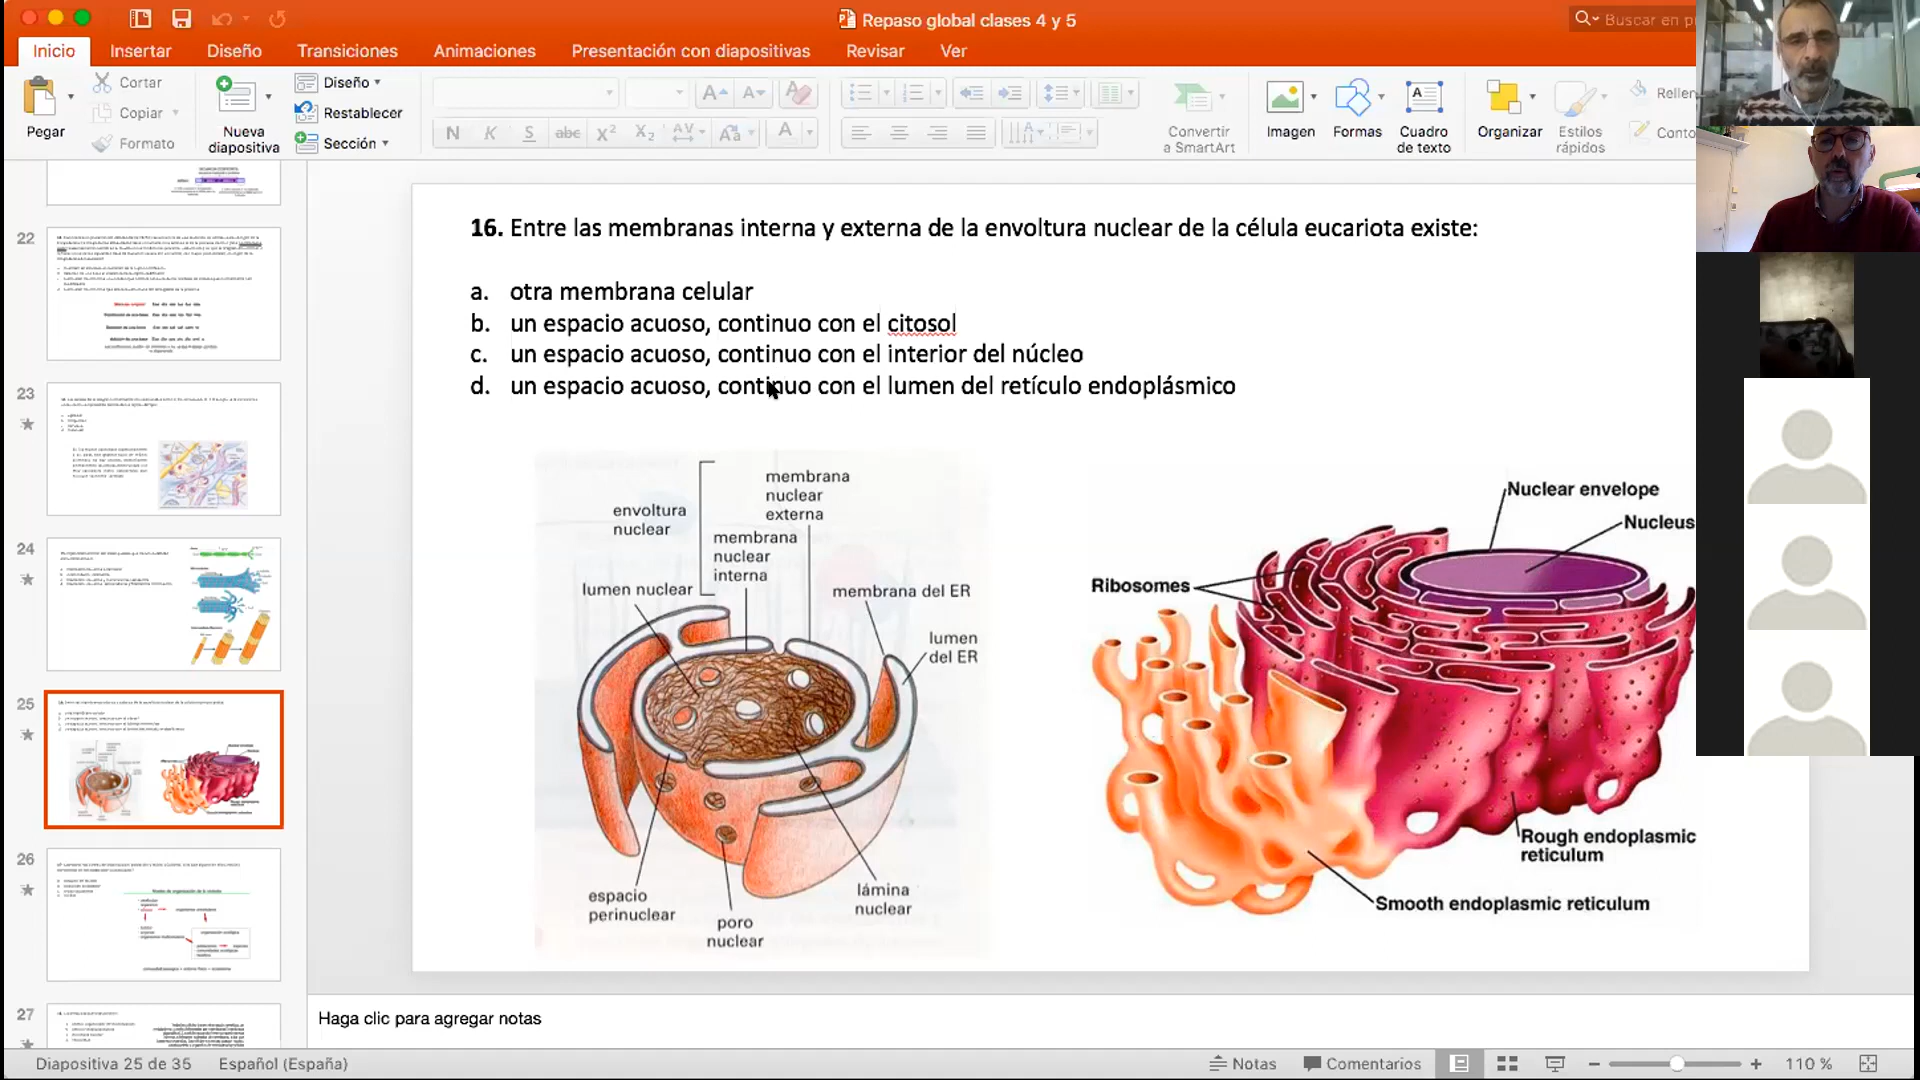 Repaso global clases 4 y 5
Buscar en
Inicio
Insertar
Diseño
Transiciones
Animaciones
Presentación con diapositivas
Revisar
Ver
Pegar
Cortar
Copiar
Formato
Nueva
diapositiva
Diseño
Restablecer
Sección
N K S abc X² X₂ AV Aa A
Convertir
a SmartArt
Imagen
Formas
Cuadro
de texto
Organizar
Estilos
rápidos
22
23
24
25
26
27
16. Entre las membranas interna y externa de la envoltura nuclear de la célula eucariota existe:
a. otra membrana celular
b. un espacio acuoso, continuo con el citosol
c. un espacio acuoso, continuo con el interior del núcleo
d. un espacio acuoso, continuo con el lumen del retículo endoplásmico
envoltura
nuclear
membrana
nuclear
externa
membrana
nuclear
interna
lumen nuclear
membrana del ER
lumen
del ER
espacio
perinuclear
poro
nuclear
lámina
nuclear
Nuclear envelope
Nucleus
Ribosomes
Rough endoplasmic
reticulum
Smooth endoplasmic reticulum
Haga clic para agregar notas
Diapositiva 25 de 35
Español (España)
Notas
Comentarios
110 %